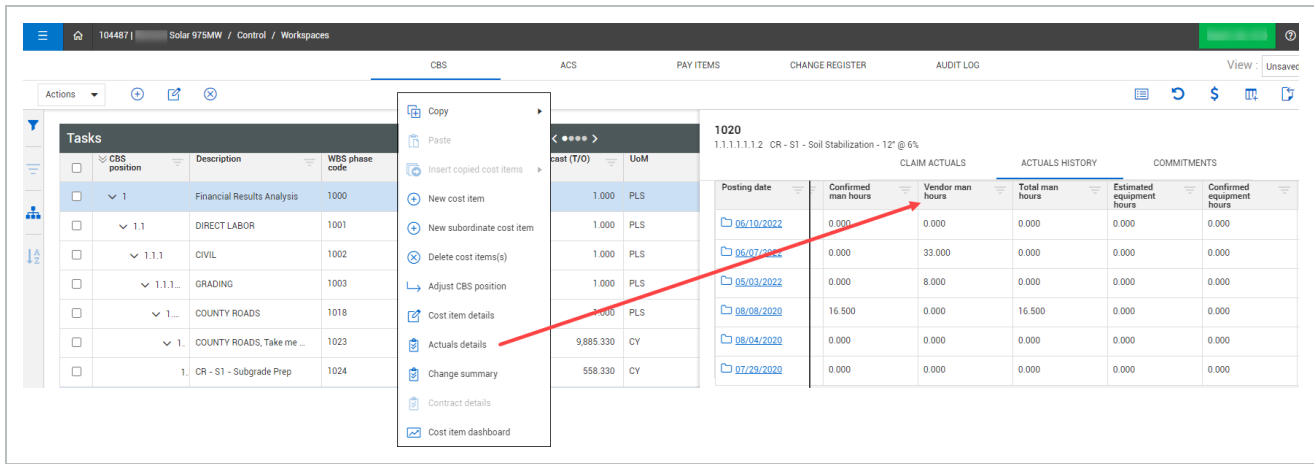 104487 | Solar 975MW / Control / Workspaces
CBS ACS PAY ITEMS CHANGE REGISTER AUDIT LOG View : Unsaved
Actions
Tasks
CBS position Description WBS phase code cast (T/O) UoM
1 Financial Results Analysis 1000 1.000 PLS
1.1 DIRECT LABOR 1001 1.000 PLS
1.1.1 CIVIL 1002 1.000 PLS
1.1.1... GRADING 1003 1.000 PLS
1.... COUNTY ROADS 1018 1.000 PLS
1. COUNTY ROADS, Take me ... 1023 9,885.330 CY
1. CR - S1 - Subgrade Prep 1024 558.330 CY
Copy
Paste
Insert copied cost items
New cost item
New subordinate cost item
Delete cost items(s)
Adjust CBS position
Cost item details
Actuals details
Change summary
Contract details
Cost item dashboard
1020
1.1.1.1.1.1.2 CR - S1 - Soil Stabilization - 12" @ 6%
CLAIM ACTUALS ACTUALS HISTORY COMMITMENTS
Posting date Confirmed man hours Vendor man hours Total man hours Estimated equipment hours Confirmed equipment hours
06/10/2022 0.000 0.000 0.000 0.000 0.000
06/07/2022 0.000 33.000 0.000 0.000 0.000
05/03/2022 0.000 8.000 0.000 0.000 0.000
08/08/2020 16.500 0.000 16.500 0.000 0.000
08/04/2020 0.000 0.000 0.000 0.000 0.000
07/29/2020 0.000 0.000 0.000 0.000 0.000